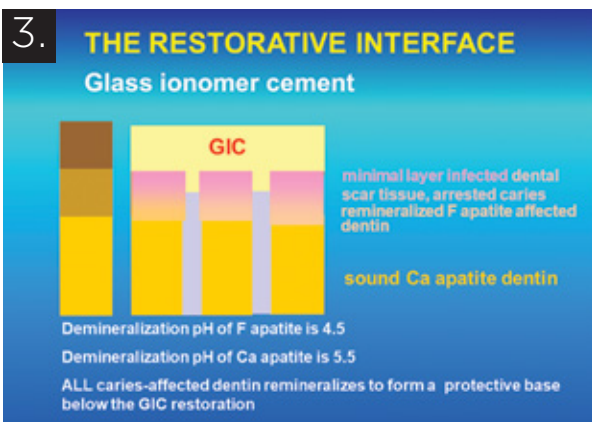 3.
THE RESTORATIVE INTERFACE
Glass ionomer cement
GIC
minimal layer infected dental
scar tissue, arrested caries
remineralized F apatite affected
dentin
sound Ca apatite dentin
Demineralization pH of F apatite is 4.5
Demineralization pH of Ca apatite is 5.5
ALL caries-affected dentin remineralizes to form a protective base
below the GIC restoration